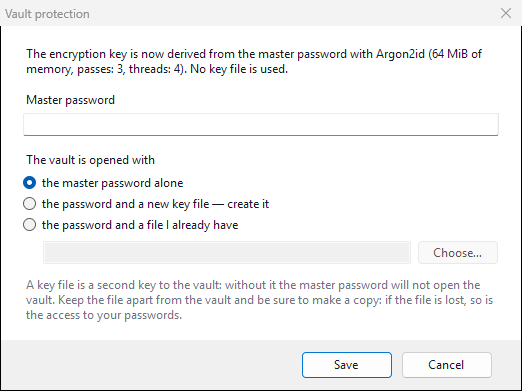 Vault protection
The encryption key is now derived from the master password with Argon2id (64 MiB of
memory, passes: 3, threads: 4). No key file is used.
Master password
The vault is opened with
the master password alone
the password and a new key file — create it
the password and a file I already have
Choose...
A key file is a second key to the vault: without it the master password will not open the
vault. Keep the file apart from the vault and be sure to make a copy: if the file is lost, so is
the access to your passwords.
Save
Cancel